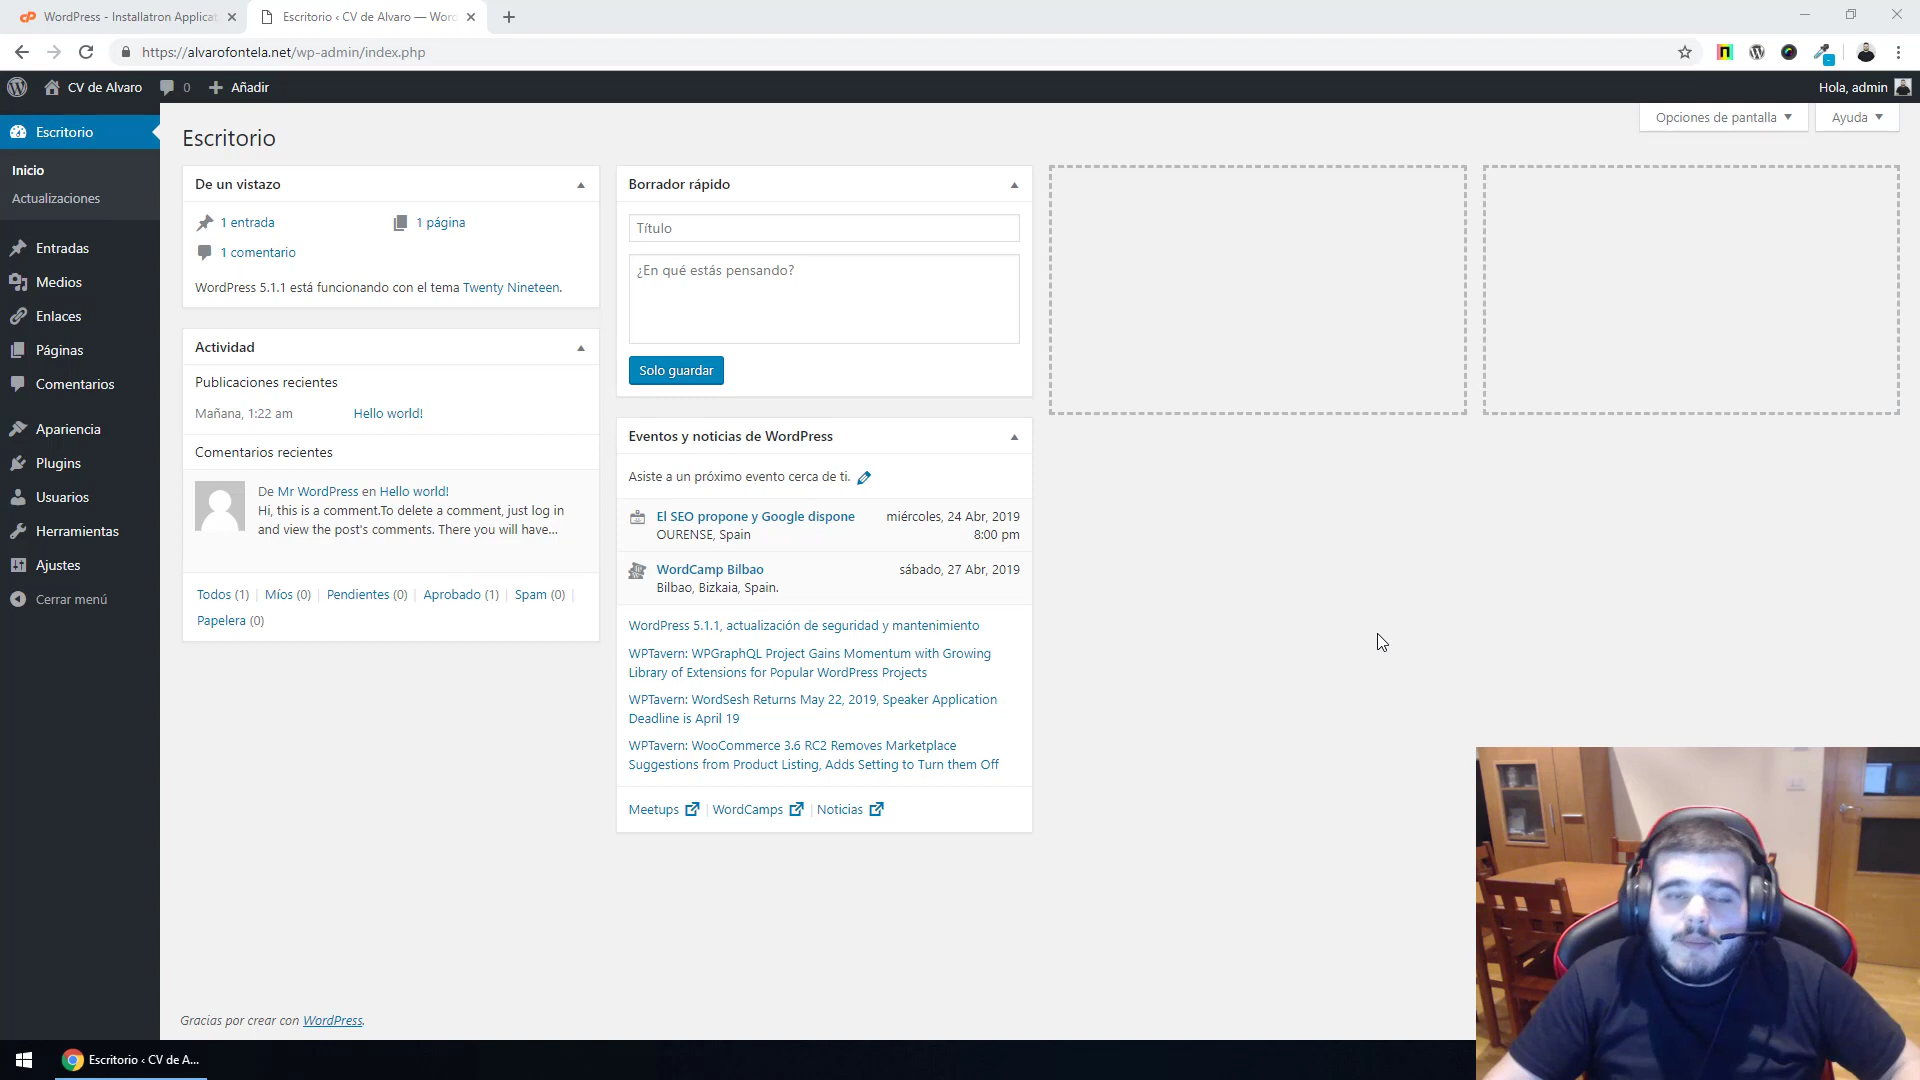 WordPress - Installatron Applicat
Escritorio ‹ CV de Alvaro — Word
https://alvarofontela.net/wp-admin/index.php
CV de Alvaro
0
Añadir
Hola, admin
Opciones de pantalla
Ayuda
Escritorio
Inicio
Actualizaciones
Entradas
Medios
Enlaces
Páginas
Comentarios
Apariencia
Plugins
Usuarios
Herramientas
Ajustes
Cerrar menú
Escritorio
De un vistazo
1 entrada
1 página
1 comentario
WordPress 5.1.1 está funcionando con el tema Twenty Nineteen.
Actividad
Publicaciones recientes
Mañana, 1:22 am
Hello world!
Comentarios recientes
De Mr WordPress en Hello world!
Hi, this is a comment.To delete a comment, just log in
and view the post's comments. There you will have...
Todos (1) | Míos (0) | Pendientes (0) | Aprobado (1) | Spam (0) |
Papelera (0)
Borrador rápido
Título
¿En qué estás pensando?
Solo guardar
Eventos y noticias de WordPress
Asiste a un próximo evento cerca de ti.
El SEO propone y Google dispone
miércoles, 24 Abr, 2019
OURENSE, Spain
8:00 pm
WordCamp Bilbao
sábado, 27 Abr, 2019
Bilbao, Bizkaia, Spain.
WordPress 5.1.1, actualización de seguridad y mantenimiento
WPTavern: WPGraphQL Project Gains Momentum with Growing
Library of Extensions for Popular WordPress Projects
WPTavern: WordSesh Returns May 22, 2019, Speaker Application
Deadline is April 19
WPTavern: WooCommerce 3.6 RC2 Removes Marketplace
Suggestions from Product Listing, Adds Setting to Turn them Off
Meetups | WordCamps | Noticias
Gracias por crear con WordPress.
Escritorio ‹ CV de A...